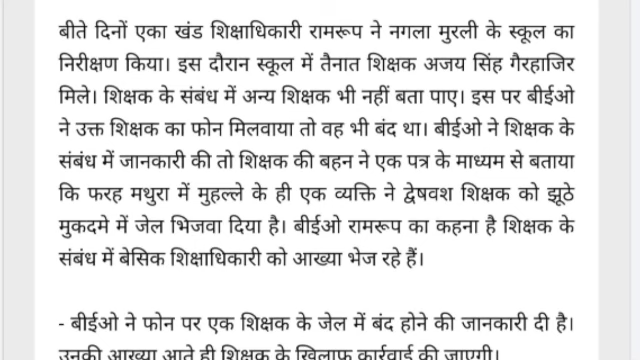 बीते दिनों एका खंड शिक्षाधिकारी रामरूप ने नगला मुरली के स्कूल का
निरीक्षण किया। इस दौरान स्कूल में तैनात शिक्षक अजय सिंह गैरहाजिर
मिले। शिक्षक के संबंध में अन्य शिक्षक भी नहीं बता पाए। इस पर बीईओ
ने उक्त शिक्षक का फोन मिलवाया तो वह भी बंद था। बीईओ ने शिक्षक के
संबंध में जानकारी की तो शिक्षक की बहन ने एक पत्र के माध्यम से बताया
कि फरह मथुरा में मुहल्ले के ही एक व्यक्ति ने द्वेषवश शिक्षक को झूठे
मुकदमे में जेल भिजवा दिया है। बीईओ रामरूप का कहना है शिक्षक के
संबंध में बेसिक शिक्षाधिकारी को आख्या भेज रहे हैं।
- बीईओ ने फोन पर एक शिक्षक के जेल में बंद होने की जानकारी दी है।
उनकी आख्या आते ही शिक्षक के खिलाफ कार्रवाई की जाएगी।